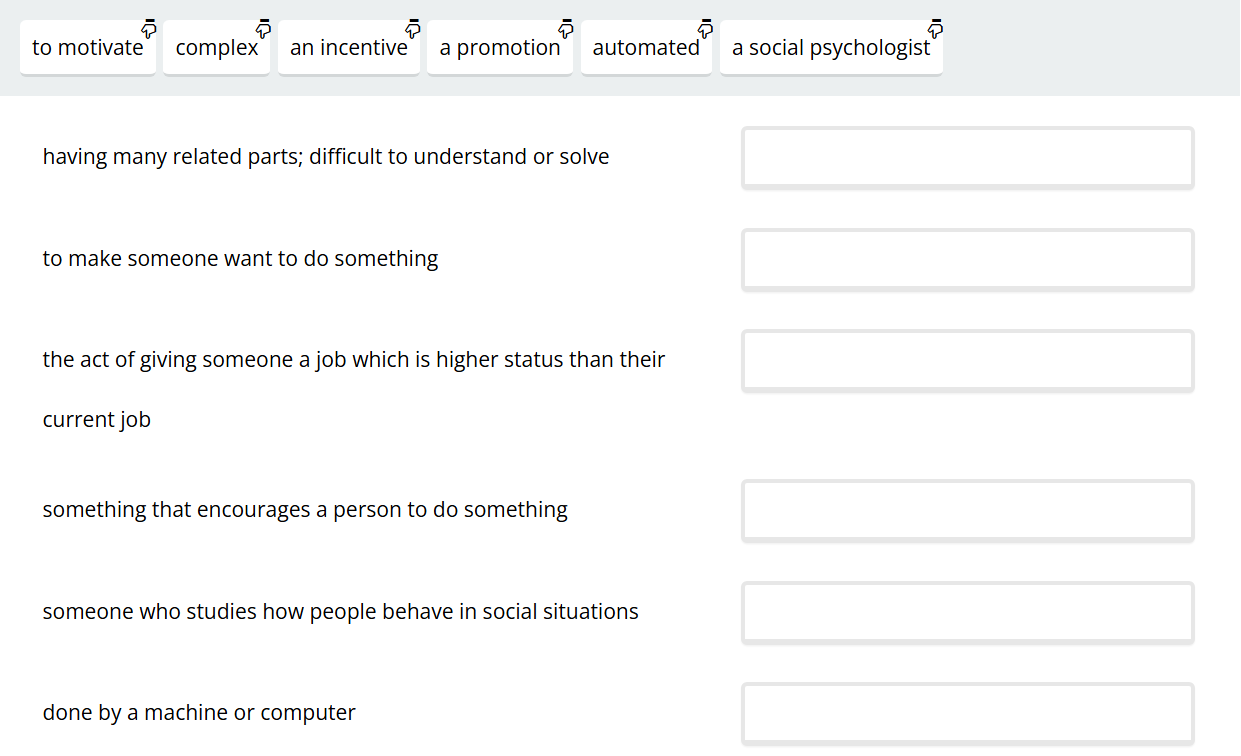 to motivate complex an incentive a promotion automated a social psychologist
having many related parts; difficult to understand or solve
to make someone want to do something
the act of giving someone a job which is higher status than their
current job
something that encourages a person to do something
someone who studies how people behave in social situations
done by a machine or computer